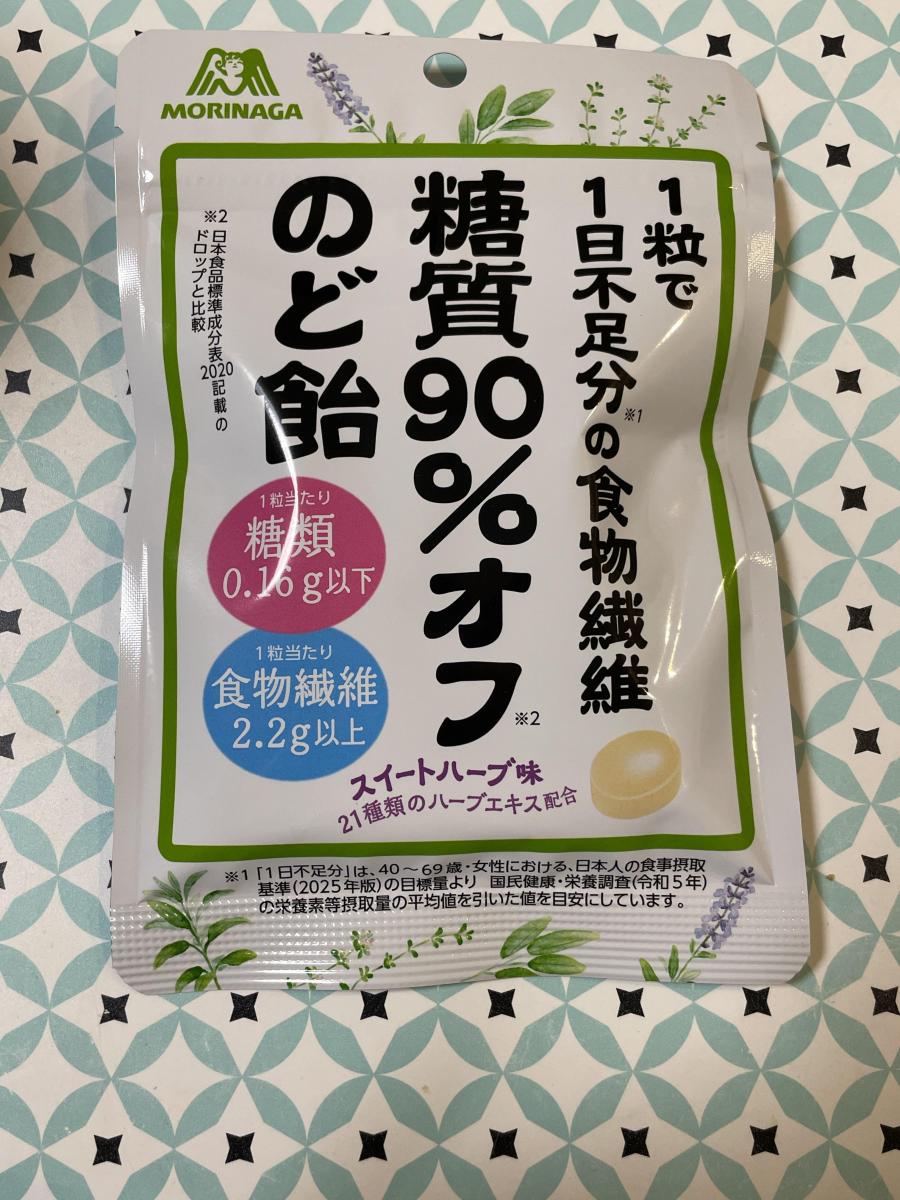 MORINAGA
1粒で
1日不足分の食物繊維
※1
糖質90%オフ
※2
のど飴
※2 日本食品標準成分表2020記載の
ドロップと比較
1粒当たり
糖類
0.16g以下
1粒当たり
食物繊維
2.2g以上
スイートハーブ味
21種類のハーブエキス配合
※1「1日不足分」は、40～69歳・女性における、日本人の食事摂取
基準(2025年版)の目標量より 国民健康・栄養調査(令和5年)
の栄養素等摂取量の平均値を引いた値を目安にしています。